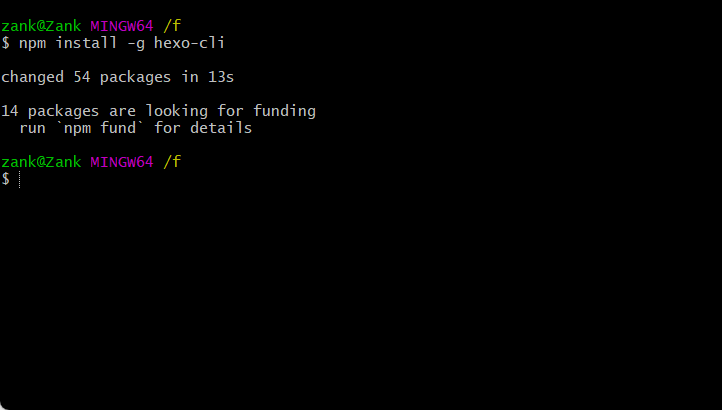 zank@Zank MINGW64 /f
$ npm install -g hexo-cli
changed 54 packages in 13s
14 packages are looking for funding
  run `npm fund` for details
zank@Zank MINGW64 /f
$